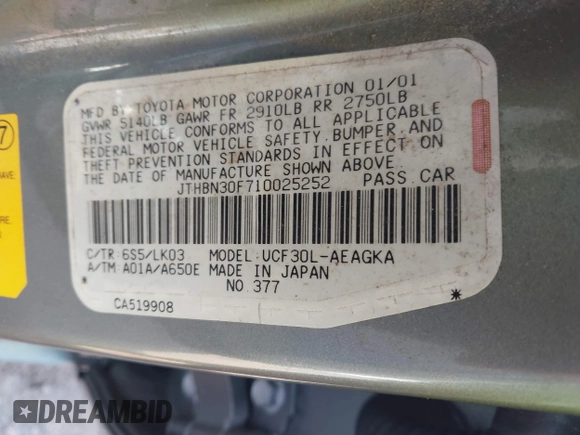 MFD BY TOYOTA MOTOR CORPORATION 01/01
GVWR 5140LB GAWR FR 2910LB RR 2750LB
THIS VEHICLE CONFORMS TO ALL APPLICABLE
FEDERAL MOTOR VEHICLE SAFETY,BUMPER,AND
THEFT PREVENTION STANDARDS IN EFFECT ON
THE DATE OF MANUFACTURE SHOWN ABOVE.
JTHBN30F710025252 PASS.CAR
C/TR:6S5/LK03 MODEL:UCF30L-AEAGKA
A/TM:A01A/A650E MADE IN JAPAN
NO.377
CA519908
7
HAVE
DREAMBID